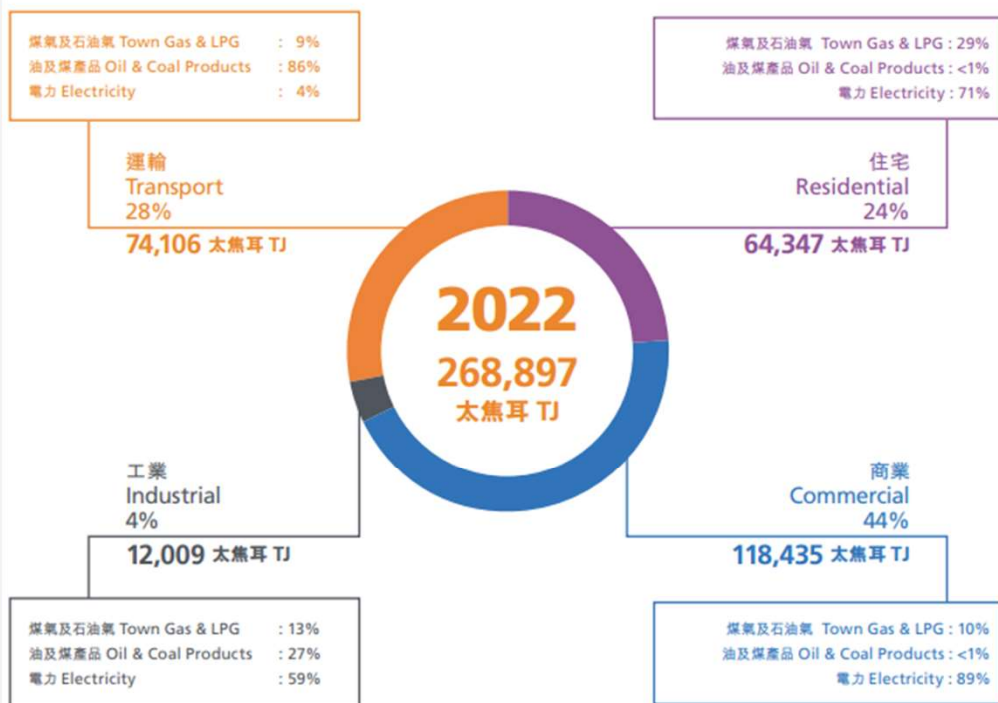 煤氣及石油氣 Town Gas & LPG : 9%
油及煤產品 Oil & Coal Products : 86%
電力 Electricity : 4%
煤氣及石油氣 Town Gas & LPG : 29%
油及煤產品 Oil & Coal Products : <1%
電力 Electricity : 71%
運輸
Transport
28%
74,106 太焦耳 TJ
住宅
Residential
24%
64,347 太焦耳 TJ
2022
268,897
太焦耳 TJ
工業
Industrial
4%
12,009 太焦耳 TJ
商業
Commercial
44%
118,435 太焦耳 TJ
煤氣及石油氣 Town Gas & LPG : 13%
油及煤產品 Oil & Coal Products : 27%
電力 Electricity : 59%
煤氣及石油氣 Town Gas & LPG : 10%
油及煤產品 Oil & Coal Products : <1%
電力 Electricity : 89%